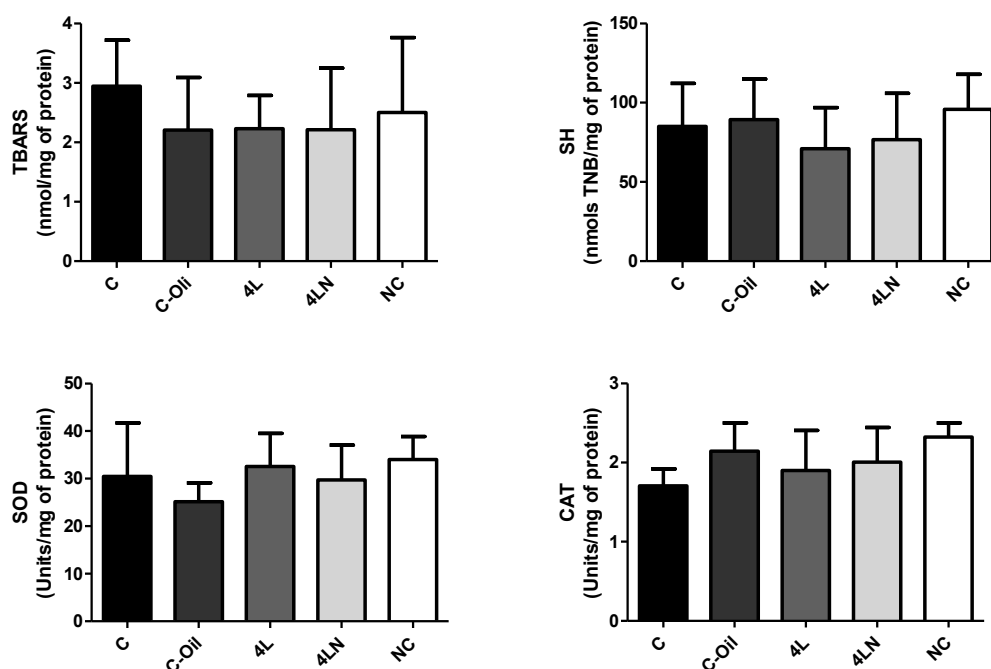 TBARS
(nmol/mg of protein)
4
3
2
1
0
C
C-Oli
4L
4LN
NC
SH
(nmols TNB/mg of protein)
150
100
50
0
C
C-Oil
4L
4LN
NC
SOD
(Units/mg of protein)
50
40
30
20
10
0
C
C-Oil
4L
4LN
NC
CAT
(Units/mg of protein)
3
2
1
0
C
C-Oil
4L
4LN
NC